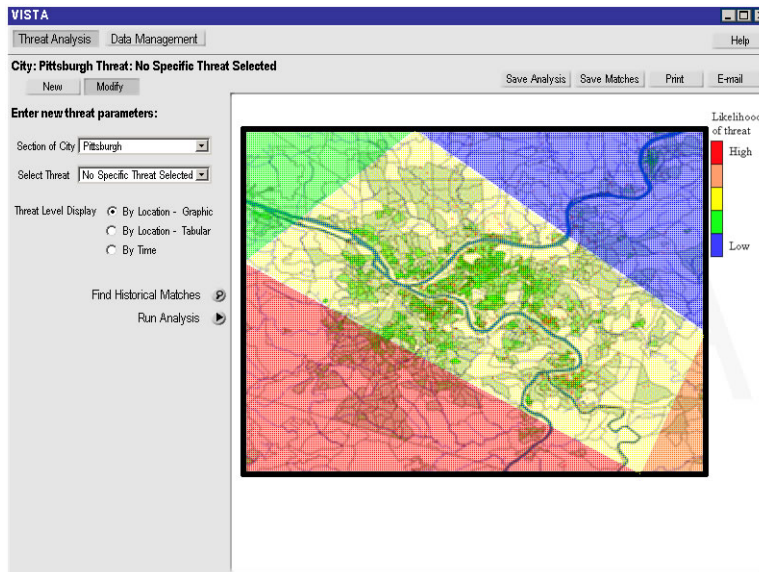 VISTA
Threat Analysis Data Management
Help
City: Pittsburgh Threat: No Specific Threat Selected
New Modify
Save Analysis Save Matches Print E-mail
Enter new threat parameters:
Section of City Pittsburgh
Select Threat No Specific Threat Selected
Threat Level Display By Location - Graphic
By Location - Tabular
By Time
Find Historical Matches
Run Analysis
Likelihood
of threat
High
Low